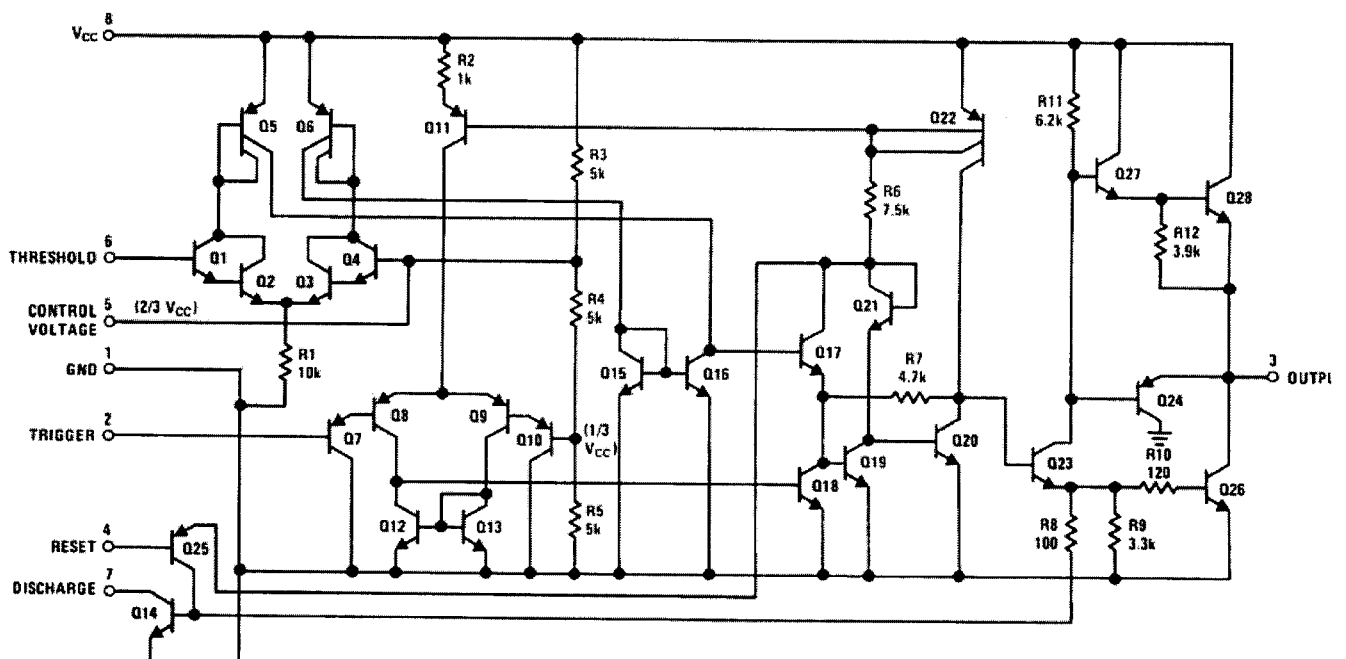 8
VCC
R2
1k
Q5
Q6
Q11
Q22
R11
6.2k
R3
5k
Q27
Q28
R6
7.5k
R12
3.9k
6
THRESHOLD
Q1
Q2
Q3
Q4
5
CONTROL
VOLTAGE
(2/3 VCC)
R4
5k
Q21
1
GND
R1
10k
Q15
Q16
Q17
R7
4.7k
3
OUTPU
Q8
Q9
Q24
2
TRIGGER
Q7
Q10
(1/3
VCC)
Q18
Q19
Q20
Q23
R10
120
Q26
Q12
Q13
R5
5k
R8
100
R9
3.3k
4
RESET
Q25
7
DISCHARGE
Q14